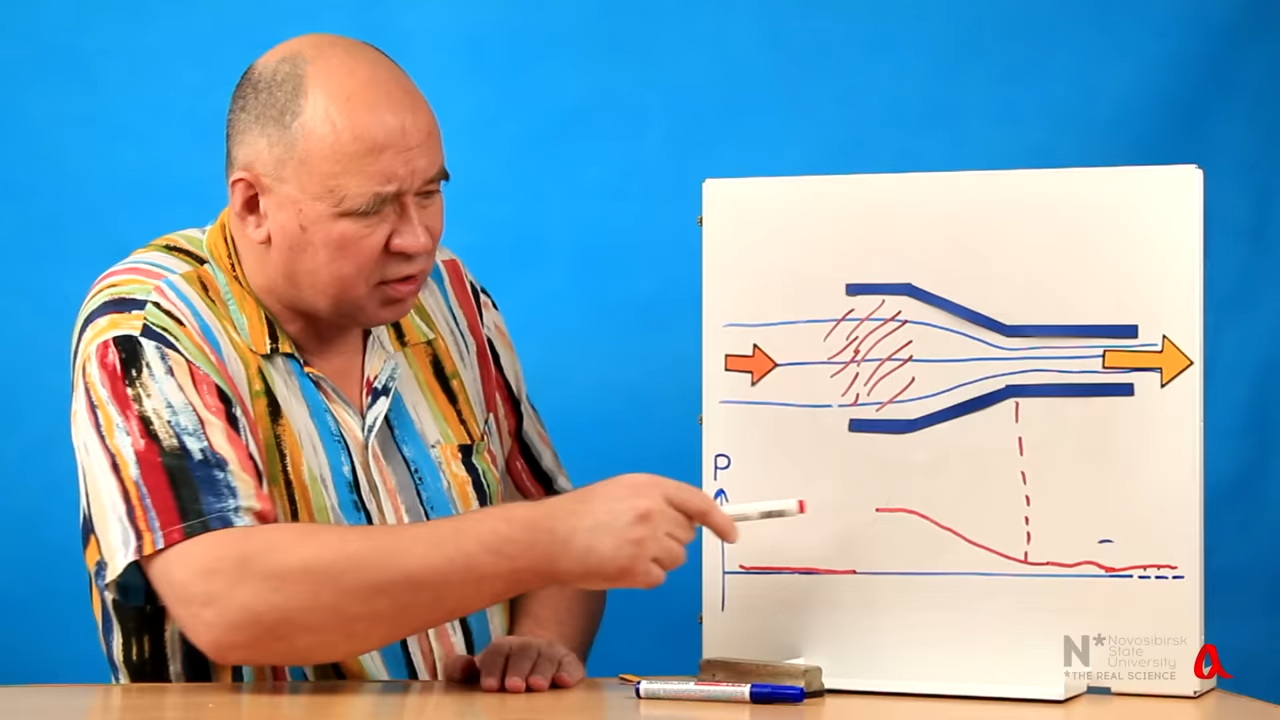 P
N*
Novosibirsk
State
University
*THE REAL SCIENCE
a